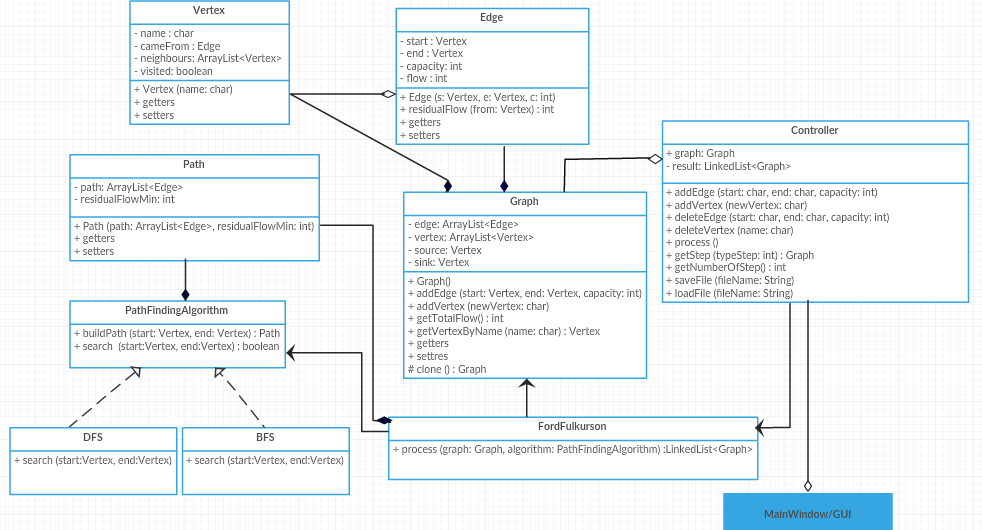 Vertex
- name : char
- cameFrom : Edge
- neighbours: ArrayList<Vertex>
- visited: boolean
+ Vertex (name: char)
+ getters
+ setters
Edge
- start : Vertex
- end : Vertex
- capacity: int
- flow : int
+ Edge (s: Vertex, e: Vertex, c: int)
+ residualFlow (from: Vertex) : int
+ getters
+ setters
Controller
+ graph: Graph
- result: LinkedList<Graph>
+ addEdge (start: char, end: char, capacity: int)
+ addVertex (newVertex: char)
+ deleteEdge (start: char, end: char, capacity: int)
+ deleteVertex (name: char)
+ process ()
+ getStep (typeStep: int) : Graph
+ getNumberOfStep() : int
+ saveFile (fileName: String)
+ loadFile (fileName: String)
Path
- path: ArrayList<Edge>
- residualFlowMin: int
+ Path (path: ArrayList<Edge>, residualFlowMin: int)
+ getters
+ setters
Graph
- edge: ArrayList<Edge>
- vertex: ArrayList<Vertex>
- source: Vertex
- sink: Vertex
+ Graph()
+ addEdge (start: Vertex, end: Vertex, capacity: int)
+ addVertex (newVertex: char)
+ getTotalFlow() : int
+ getVertexByName (name: char) : Vertex
+ getters
+ settres
# clone () : Graph
PathFindingAlgorithm
+ buildPath (start: Vertex, end: Vertex) : Path
+ search (start:Vertex, end:Vertex) : boolean
DFS
+ search (start:Vertex, end:Vertex)
BFS
+ search (start:Vertex, end:Vertex)
FordFulkurson
+ process (graph: Graph, algorithm: PathFindingAlgorithm) :LinkedList<Graph>
MainWindow/GUI